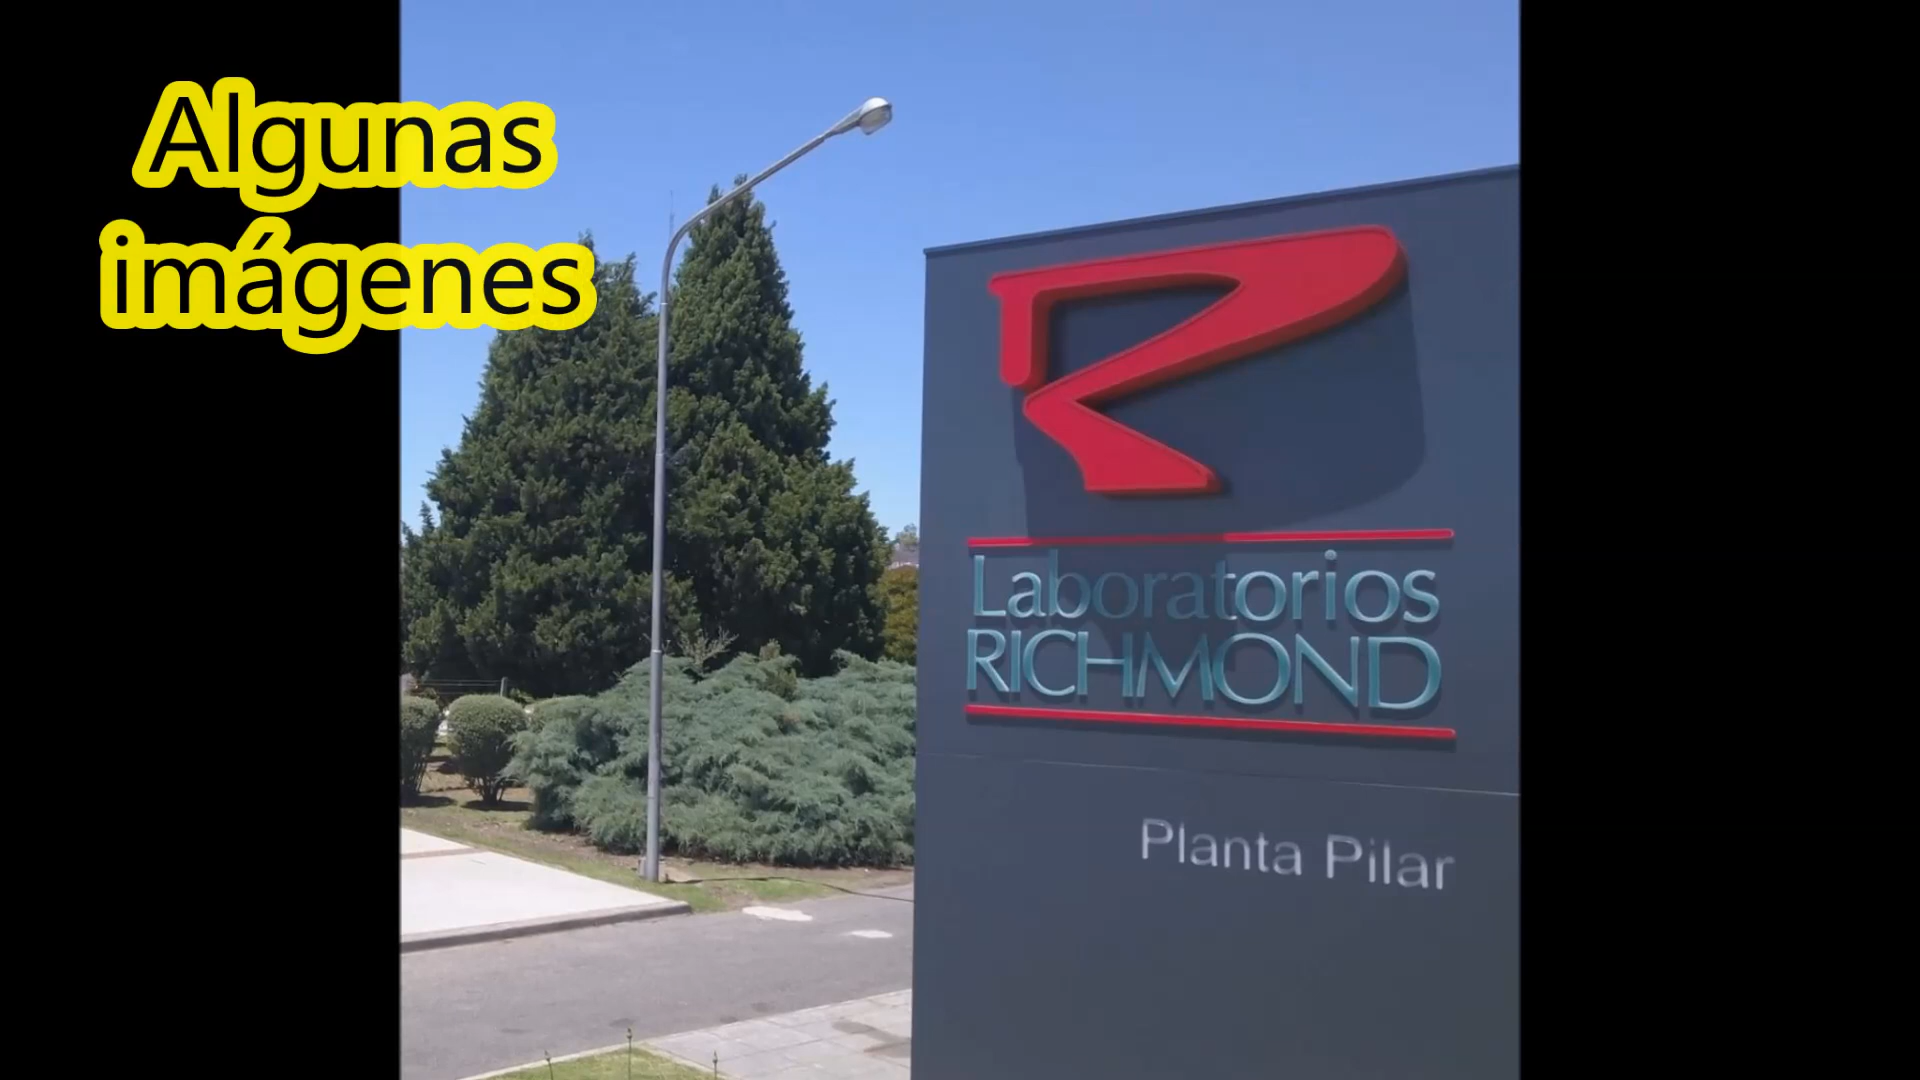 Algunas
imágenes
Laboratorios
RICHMOND
Planta Pilar